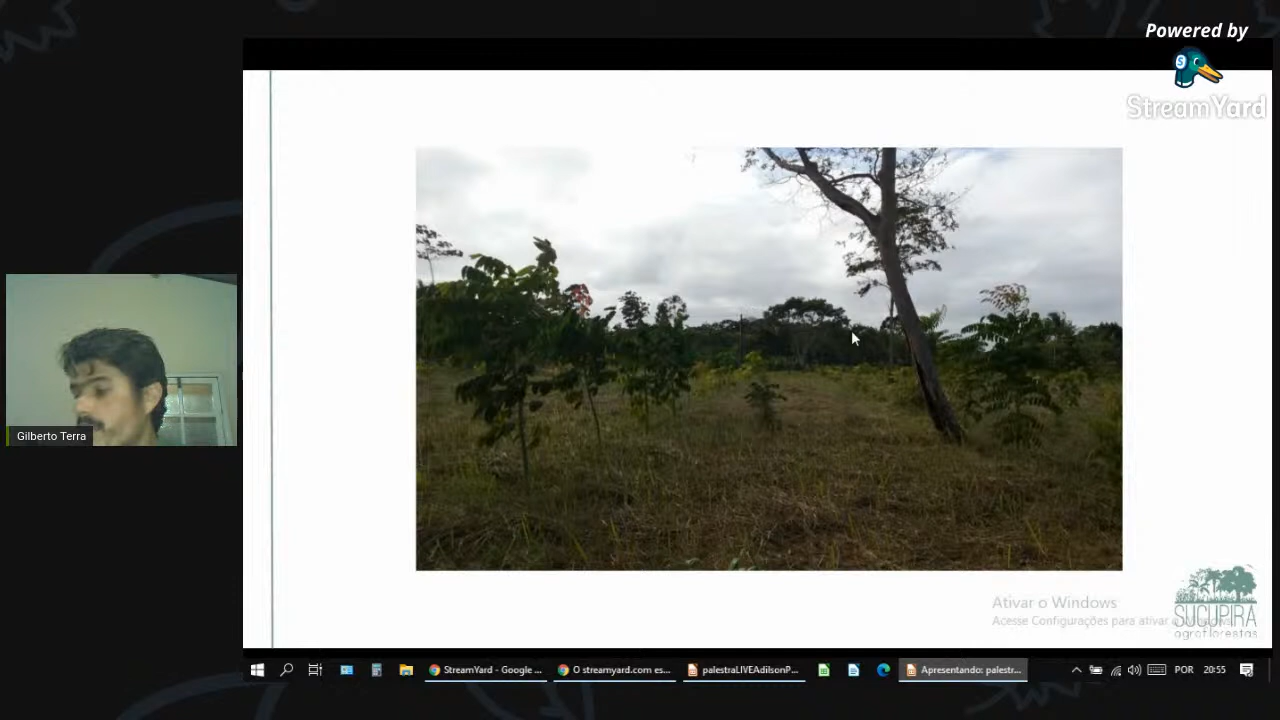 Powered by
StreamYard
Gilberto Terra
Ativar o Windows
Acesse Configurações para ativar o
SUCUPIRA
agroflorestas
StreamYard - Google ...
O streamyard.com es...
palestraLIVEAdilsonP...
Apresentando: palestr...
POR
20:55